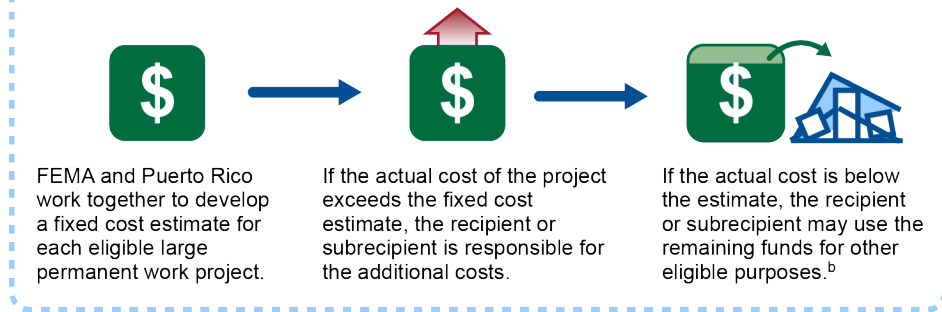 $
$
$
FEMA and Puerto Rico
work together to develop
a fixed cost estimate for
each eligible large
permanent work project.
If the actual cost of the project
exceeds the fixed cost
estimate, the recipient or
subrecipient is responsible for
the additional costs.
If the actual cost is below
the estimate, the recipient
or subrecipient may use the
remaining funds for other
eligible purposes.b